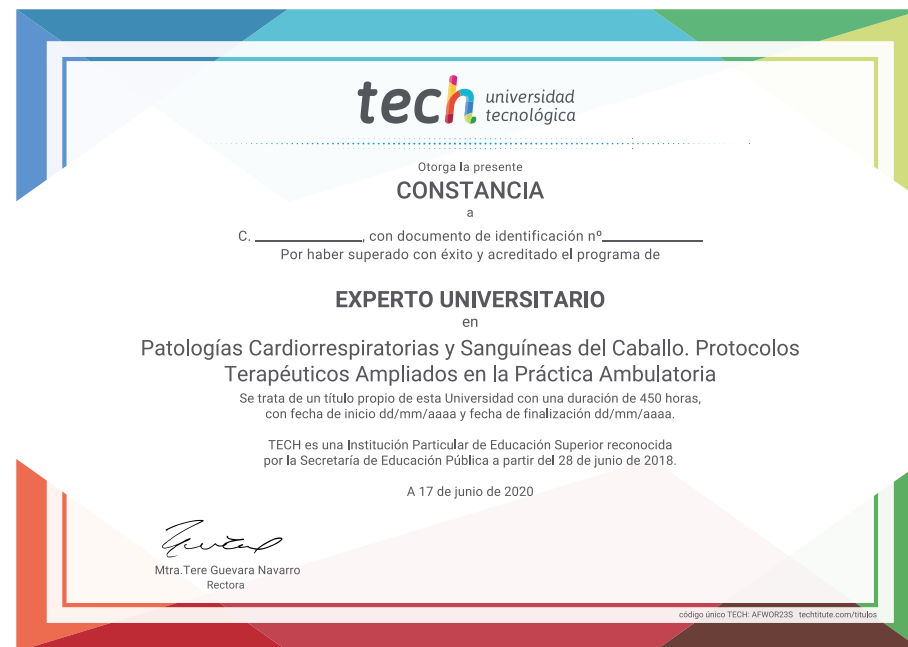 tech universidad
tecnológica
Otorga la presente
CONSTANCIA
a
C. ______________, con documento de identificación nº______________
Por haber superado con éxito y acreditado el programa de
EXPERTO UNIVERSITARIO
en
Patologías Cardiorrespiratorias y Sanguíneas del Caballo. Protocolos
Terapéuticos Ampliados en la Práctica Ambulatoria
Se trata de un título propio de esta Universidad con una duración de 450 horas,
con fecha de inicio dd/mm/aaaa y fecha de finalización dd/mm/aaaa.
TECH es una Institución Particular de Educación Superior reconocida
por la Secretaría de Educación Pública a partir del 28 de junio de 2018.
A 17 de junio de 2020
Mtra.Tere Guevara Navarro
Rectora
código único TECH: AFWOR23S techtitute.com/titulos